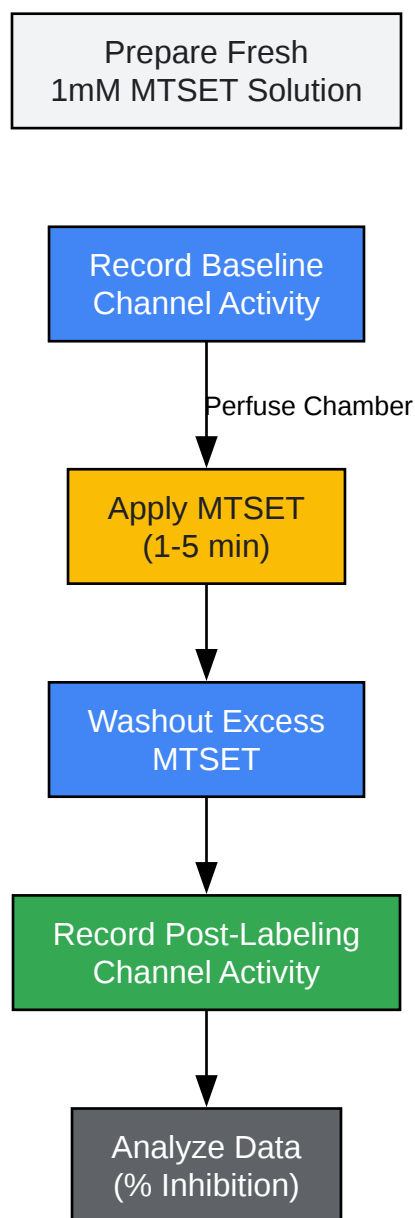 Prepare Fresh
1mM MTSET Solution
Record Baseline
Channel Activity
Perfuse Chamber
Apply MTSET
(1-5 min)
Washout Excess
MTSET
Record Post-Labeling
Channel Activity
Analyze Data
(% Inhibition)